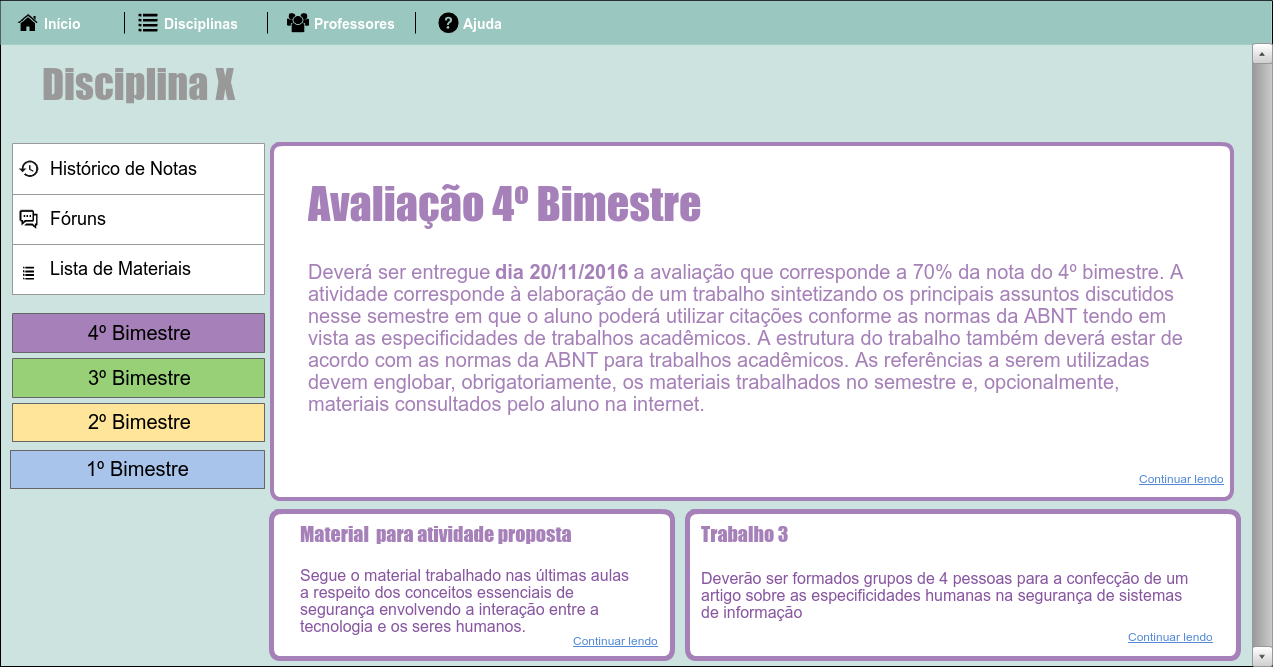 Início Disciplinas Professores Ajuda
Disciplina X
Histórico de Notas
Fóruns
Lista de Materiais
4º Bimestre
3º Bimestre
2º Bimestre
1º Bimestre
Avaliação 4º Bimestre
Deverá ser entregue dia 20/11/2016 a avaliação que corresponde a 70% da nota do 4º bimestre. A
atividade corresponde à elaboração de um trabalho sintetizando os principais assuntos discutidos
nesse semestre em que o aluno poderá utilizar citações conforme as normas da ABNT tendo em
vista as especificidades de trabalhos acadêmicos. A estrutura do trabalho também deverá estar de
acordo com as normas da ABNT para trabalhos acadêmicos. As referências a serem utilizadas
devem englobar, obrigatoriamente, os materiais trabalhados no semestre e, opcionalmente,
materiais consultados pelo aluno na internet.
Continuar lendo
Material para atividade proposta
Segue o material trabalhado nas últimas aulas
a respeito dos conceitos essenciais de
segurança envolvendo a interação entre a
tecnologia e os seres humanos.
Continuar lendo
Trabalho 3
Deverão ser formados grupos de 4 pessoas para a confecção de um
artigo sobre as especificidades humanas na segurança de sistemas
de informação
Continuar lendo